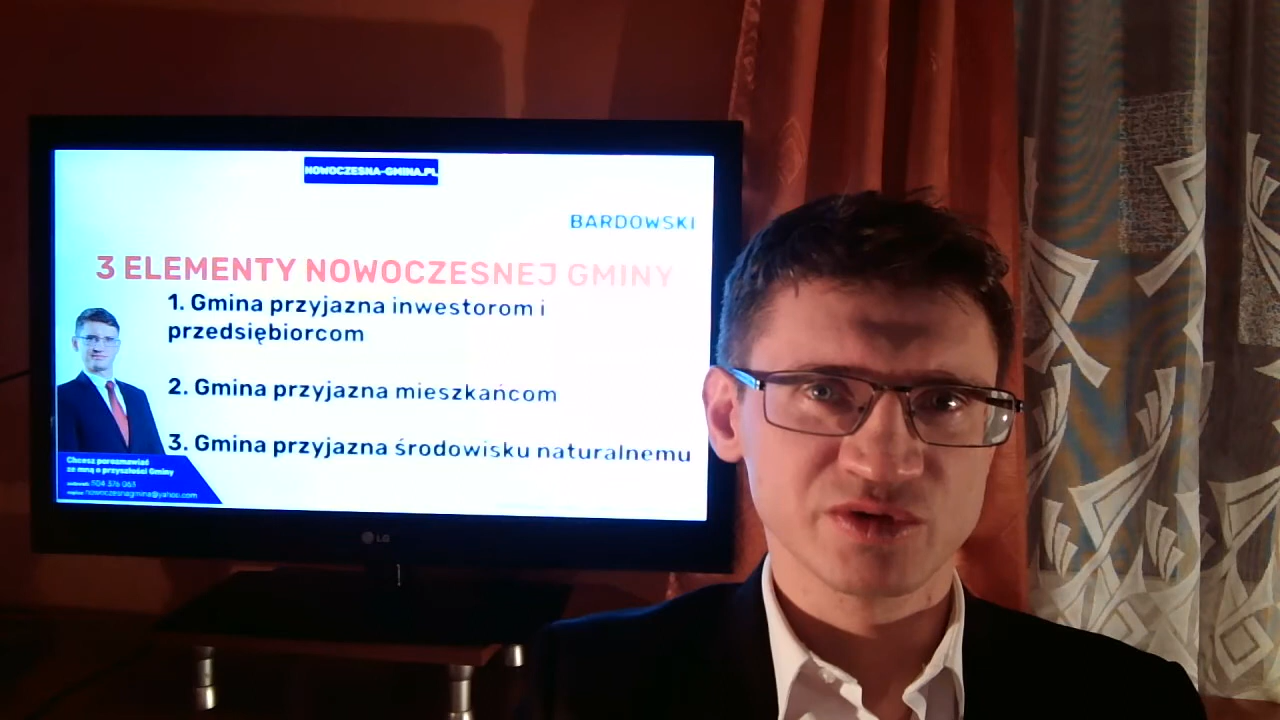 NOWOCZESNA-GMINA.PL
BARDOWSKI
3 ELEMENTY NOWOCZESNEJ GMINY
1. Gmina przyjazna inwestorom i
przedsiębiorcom
2. Gmina przyjazna mieszkańcom
3. Gmina przyjazna środowisku naturalnemu
Chcesz porozmawiać
ze mną o przyszłości Gminy
nowoczesnagmina@yahoo.com
LG